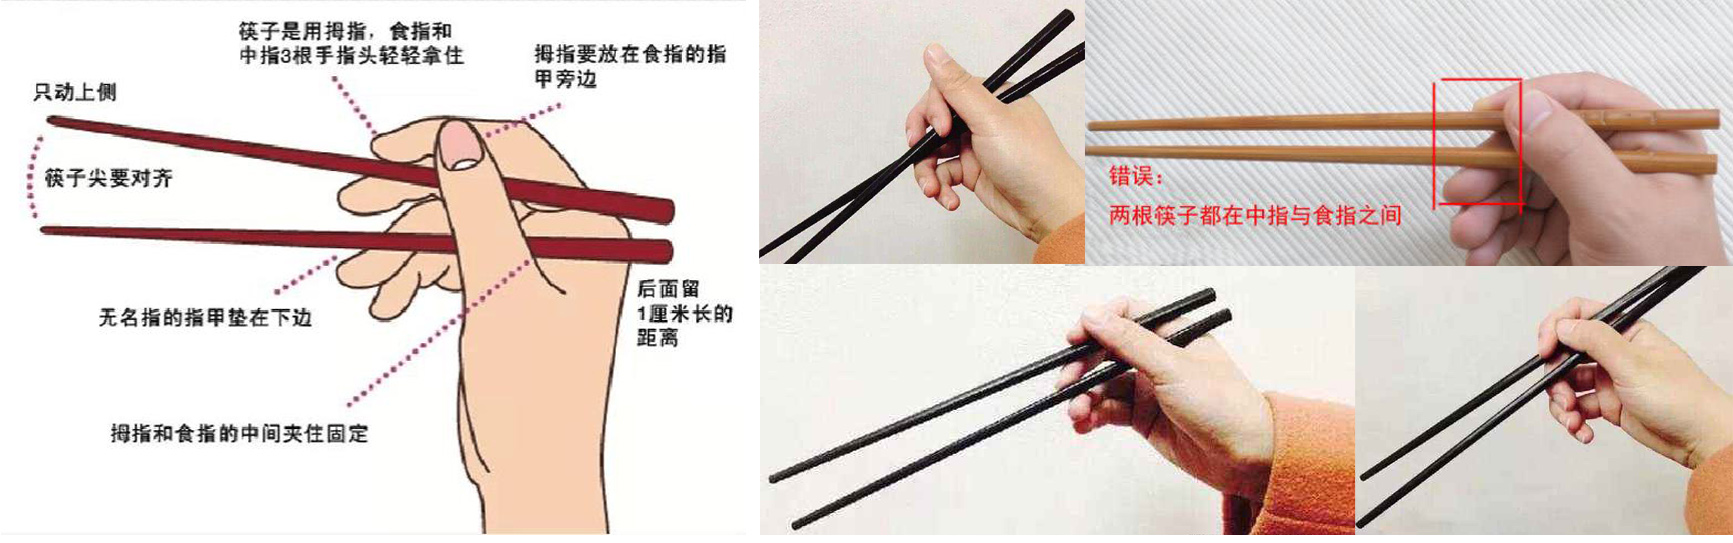 筷子是用拇指，食指和
中指3根手指头轻轻拿住
拇指要放在食指的指
甲旁边
只动上侧
筷子尖要对齐
无名指的指甲垫在下边
后面留
1厘米长的
距离
拇指和食指的中间夹住固定
错误：
两根筷子都在中指与食指之间